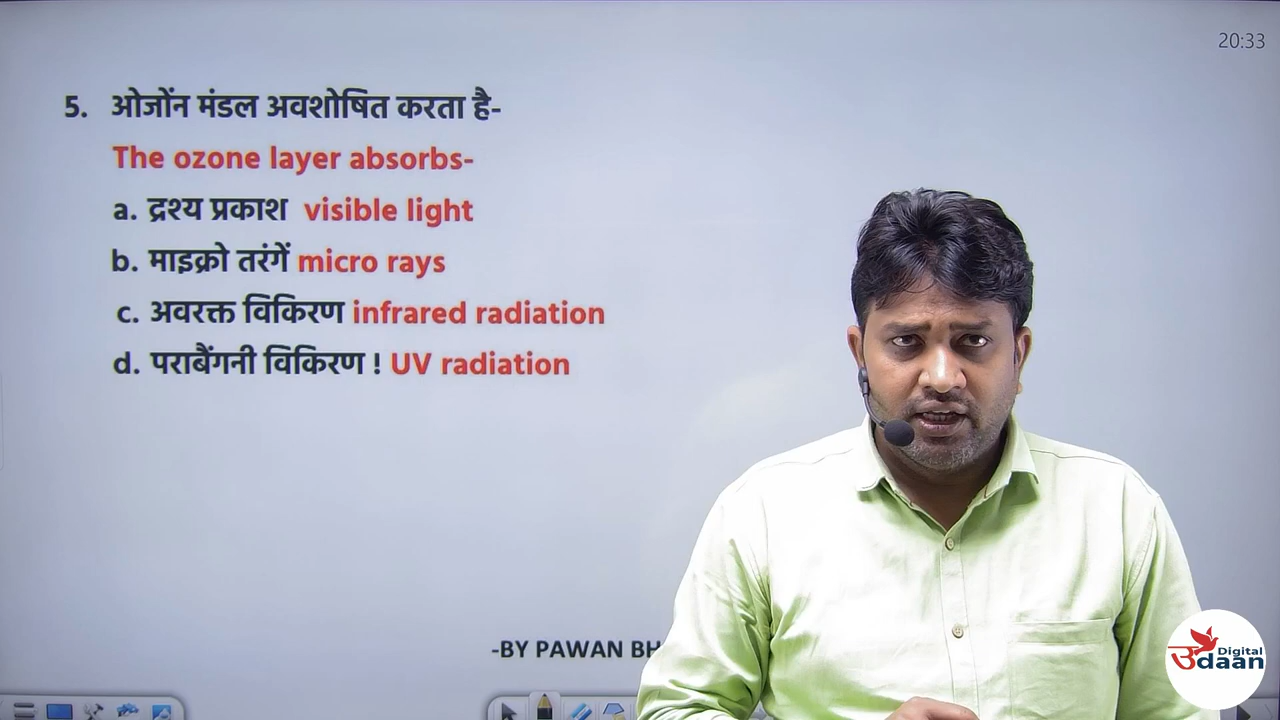 20:33
5. ओजोंन मंडल अवशोषित करता है-
The ozone layer absorbs-
a. द्रश्य प्रकाश visible light
b. माइक्रो तरंगें micro rays
c. अवरक्त विकिरण infrared radiation
d. पराबैंगनी विकिरण ! UV radiation
-BY PAWAN BH
Digital
उdaan